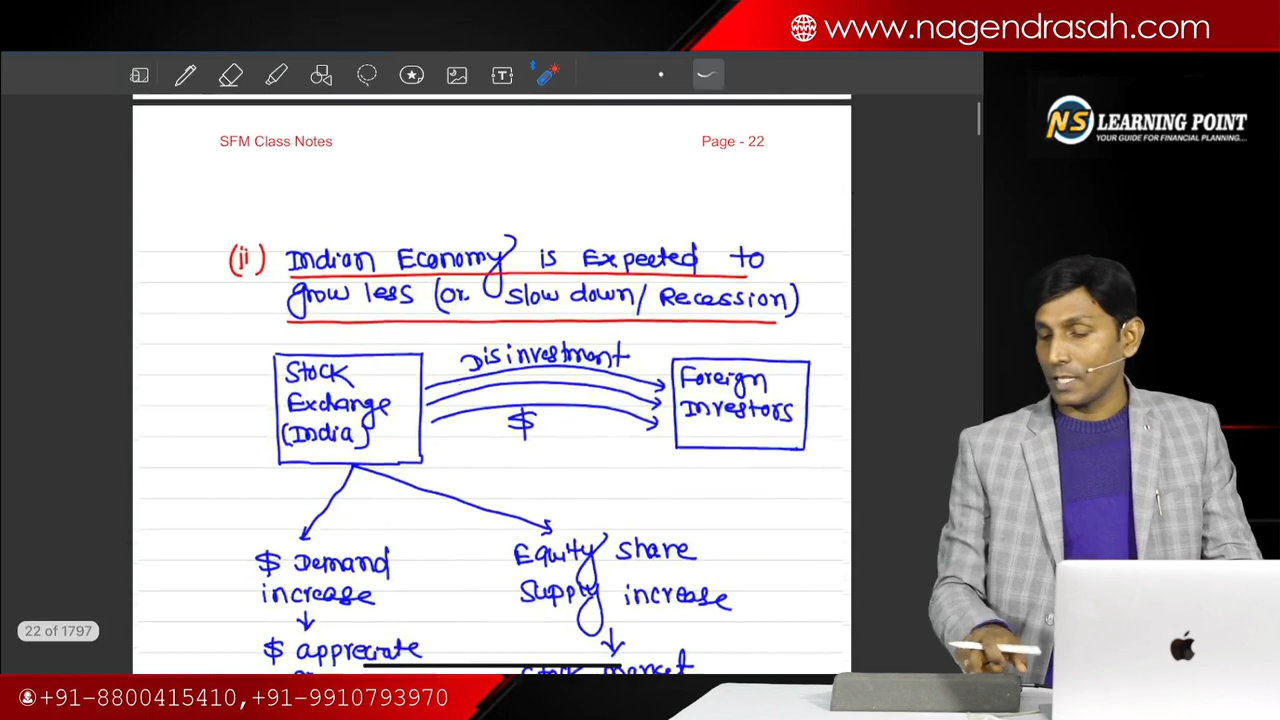 www.nagendrasah.com
NS LEARNING POINT
YOUR GUIDE FOR FINANCIAL PLANNING....
SFM Class Notes
Page - 22
(ii) Indian Economy is Expected to
grow less (or Slow down/ Recession)
Stock
Exchange
(India)
Disinvestment
$
Foreign
Investors
$ Demand
increase
$ appreciate
Equity share
Supply increase
Stock market
22 of 1797
+91-8800415410,+91-9910793970